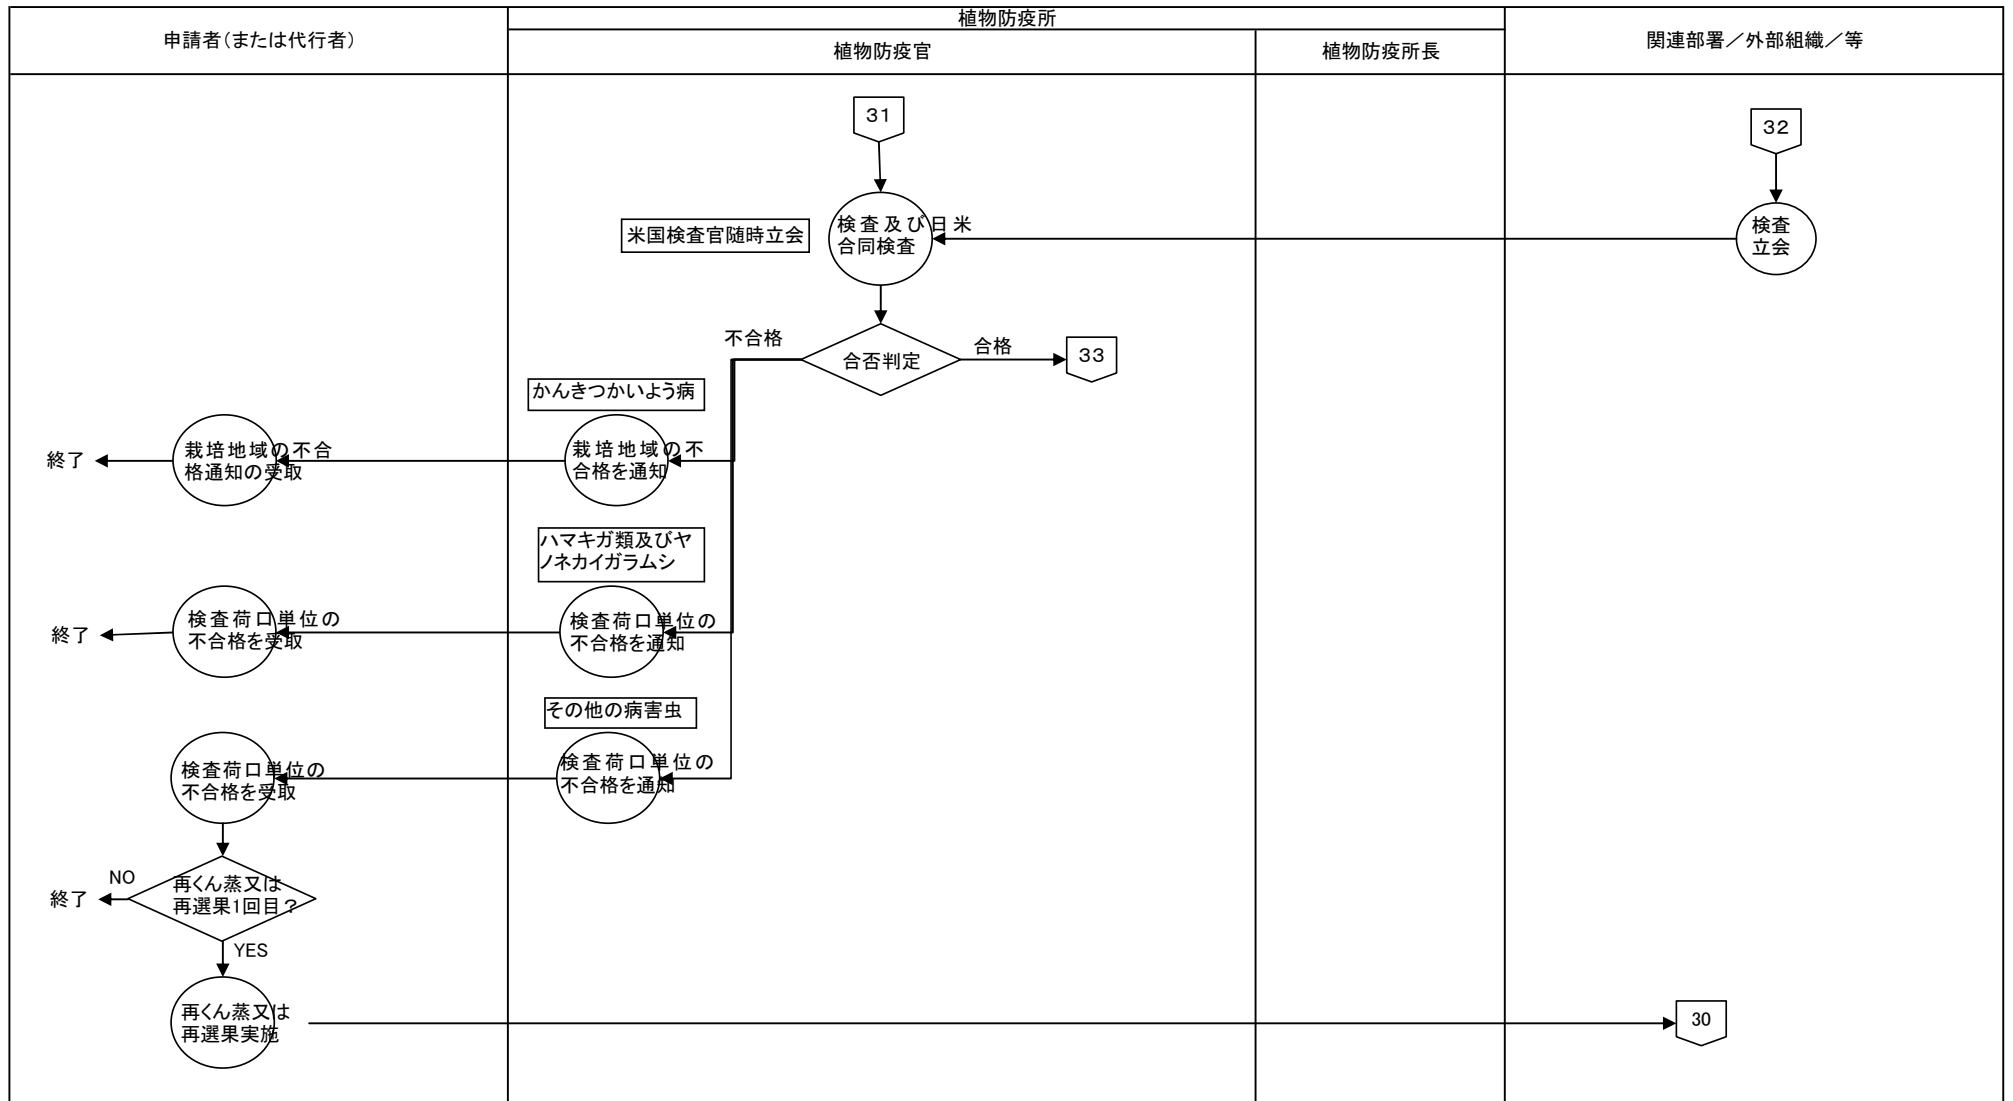 植物防疫所
申請者(または代行者)
植物防疫官
植物防疫所長
関連部署／外部組織／等
31
32
米国検査官随時立会
検査及び日米
合同検査
検査
立会
不合格
合否判定
合格
33
かんきつかいよう病
終了
栽培地域の不合
格通知の受取
栽培地域の不
合格を通知
ハマキガ類及びヤ
ノネカイガラムシ
終了
検査荷口単位の
不合格を受取
検査荷口単位の
不合格を通知
その他の病害虫
検査荷口単位の
不合格を受取
検査荷口単位の
不合格を通知
終了
NO
再くん蒸又は
再選果1回目？
YES
再くん蒸又は
再選果実施
30